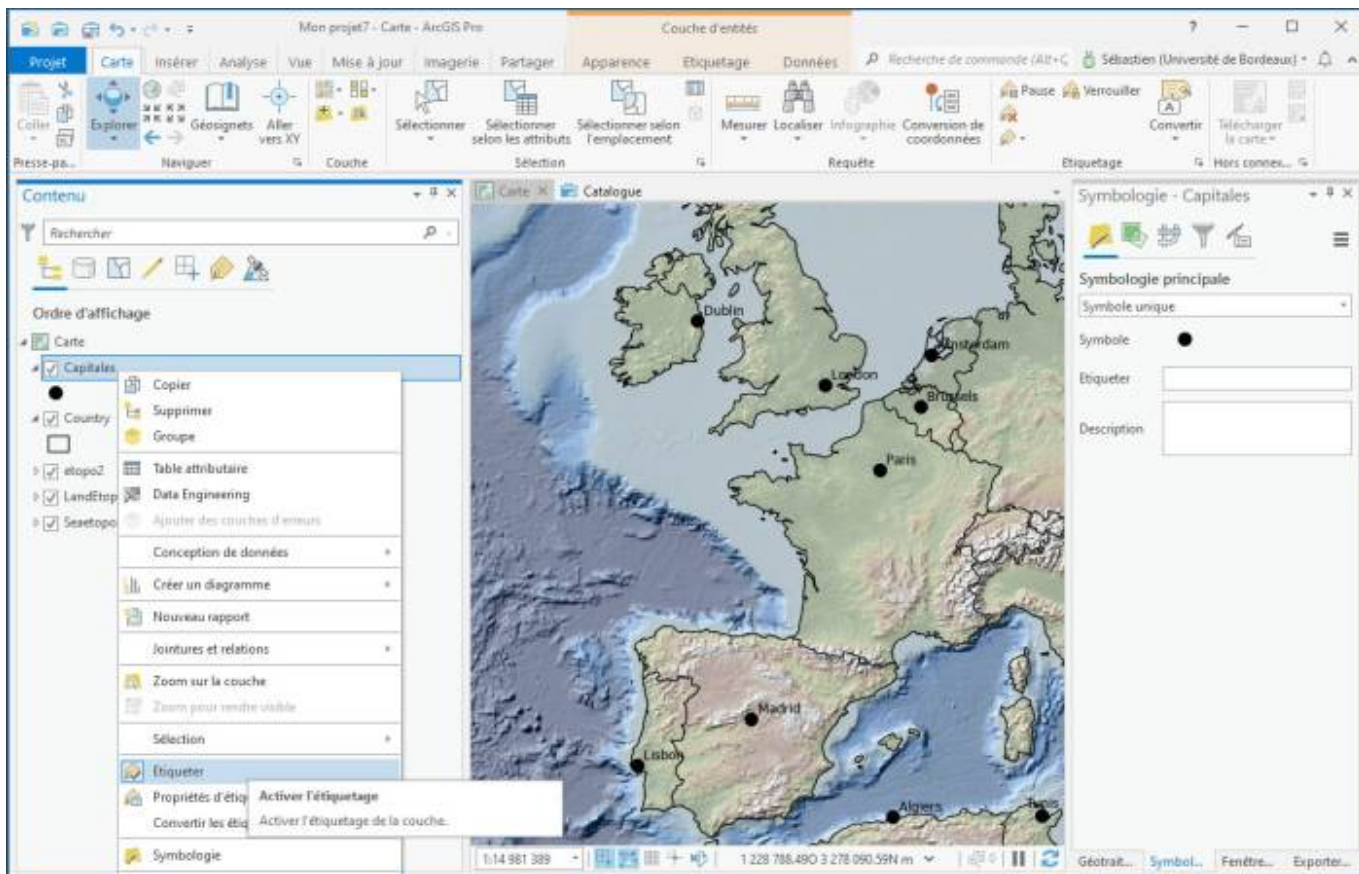 Mon projet7 - Carte - ArcGIS Pro
Couche d'entités
?
Projet Carte Insérer Analyse Vue Mise à jour Imagerie Partager Apparence Etiquetage Données
Recherche de commande (Alt+Q
Sébastien (Université de Bordeaux)
Coller
Explorer
Géosignets
Aller vers XY
Sélectionner
Sélectionner selon les attributs
Sélectionner selon l'emplacement
Mesurer
Localiser
Infographie
Conversion de coordonnées
Pause
Verrouiller
Convertir
Télécharger la carte
Presse-pa...
Naviguer
Couche
Sélection
Requête
Etiquetage
Hors connex...
Contenu
Rechercher
Ordre d'affichage
Carte
Capitales
Country
etopo2
LandEtop
Seaetopo
Copier
Supprimer
Groupe
Table attributaire
Data Engineering
Ajouter des couches d'erreurs
Conception de données
Créer un diagramme
Nouveau rapport
Jointures et relations
Zoom sur la couche
Zoom pour rendre visible
Sélection
Etiqueter
Propriétés d'étiq
Convertir les étiq
Symbologie
Activer l'étiquetage
Activer l'étiquetage de la couche.
Carte
Catalogue
Dublin
Amsterdam
London
Brussels
Paris
Madrid
Lisbon
Algiers
Tunis
1:14 981 389
1 228 788.49O 3 278 090.59N m
Symbologie - Capitales
Symbologie principale
Symbole unique
Symbole
Etiqueter
Description
Géotrait... Symbol... Fenêtre... Exporter...